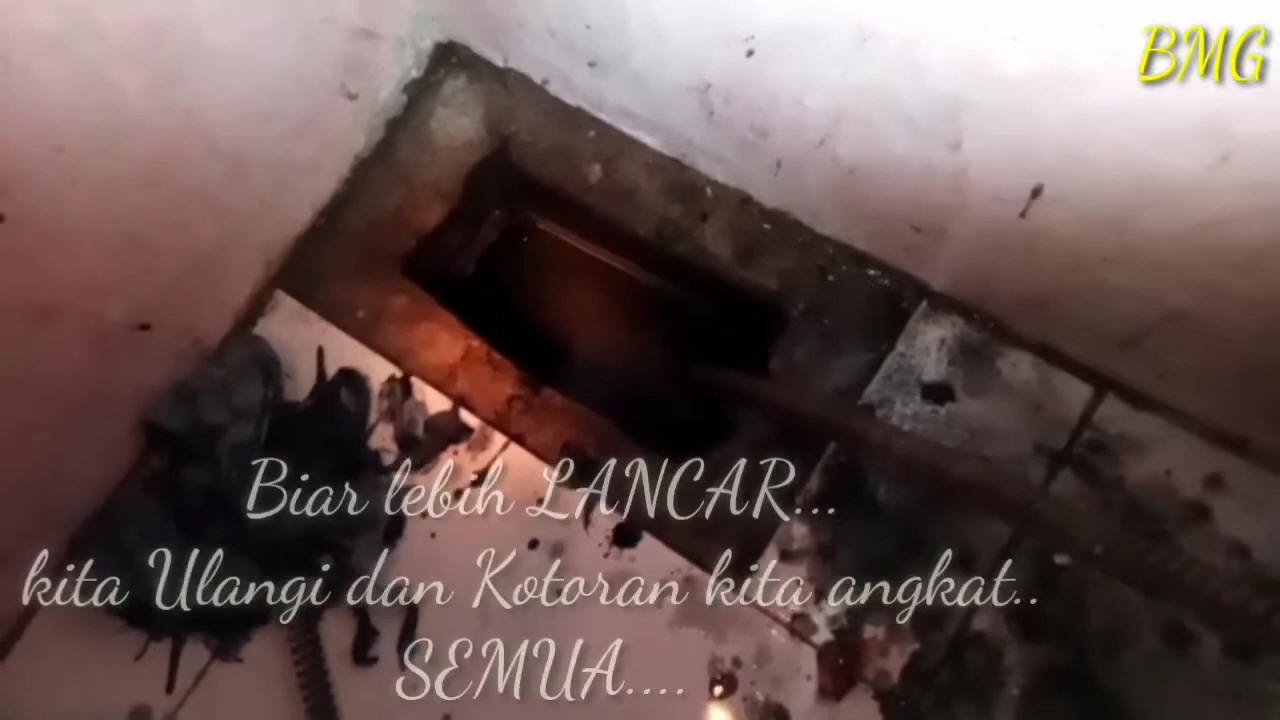 BMG
Biar lebih LANCAR...
kita Ulangi dan Kotoran kita angkat..
SEMUA....